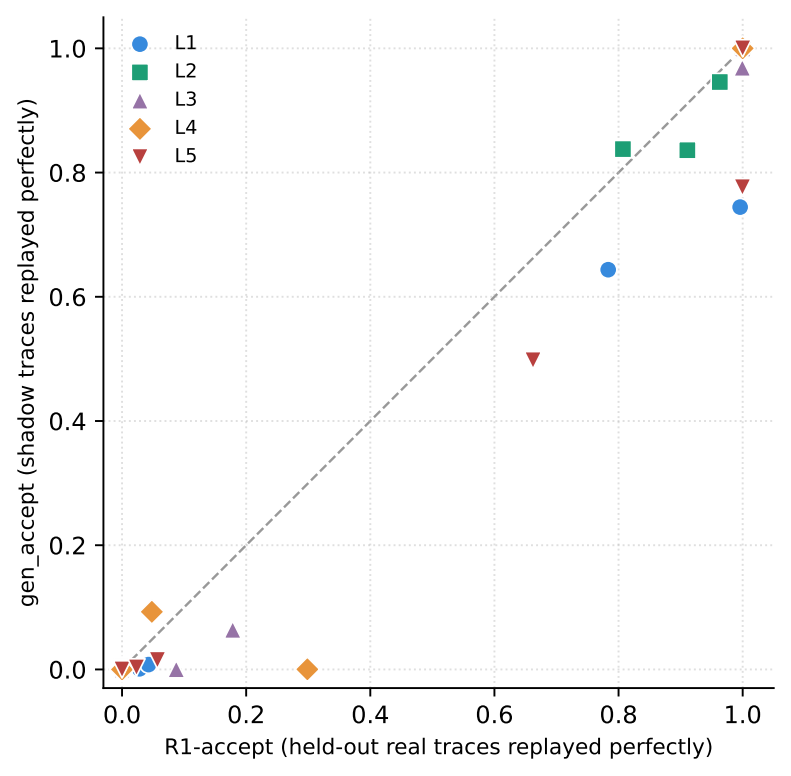 L1
L2
L3
L4
L5
1.0
0.8
0.6
0.4
0.2
0.0
gen_accept (shadow traces replayed perfectly)
0.0 0.2 0.4 0.6 0.8 1.0
R1-accept (held-out real traces replayed perfectly)